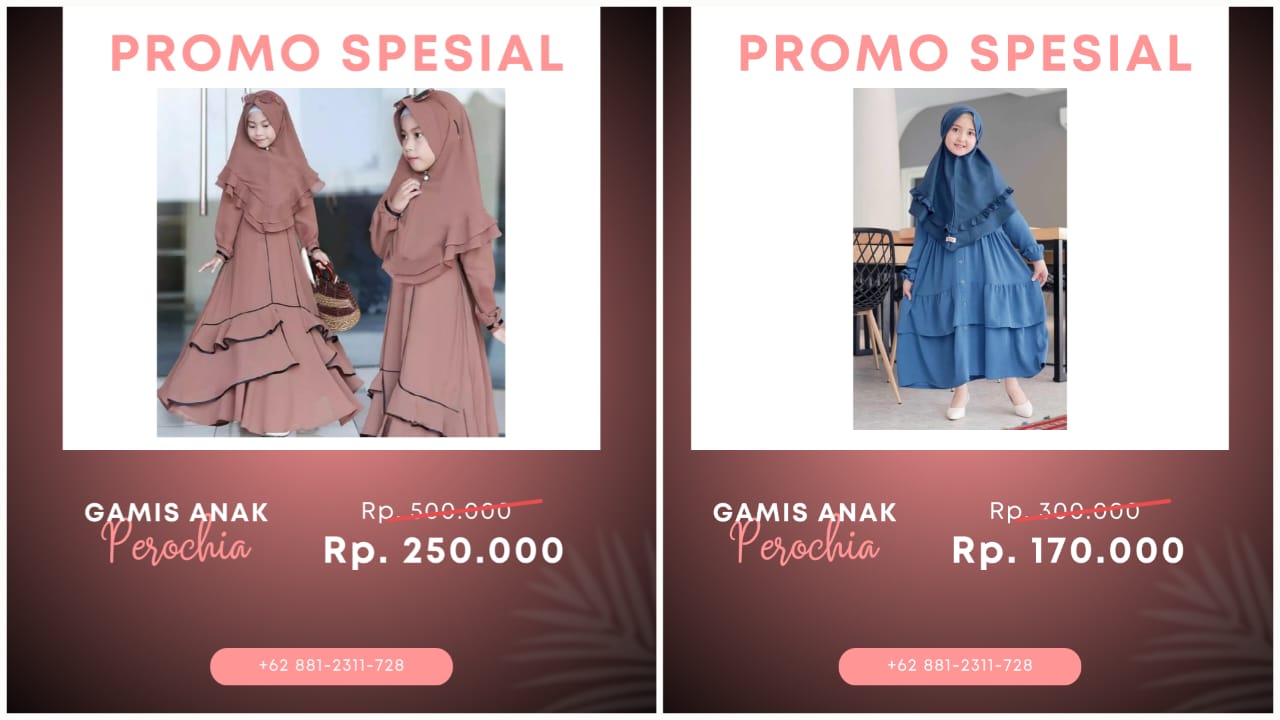 PROMO SPESIAL
GAMIS ANAK
Perochia
Rp. 500.000
Rp. 250.000
+62 881-2311-728
PROMO SPESIAL
GAMIS ANAK
Perochia
Rp. 300.000
Rp. 170.000
+62 881-2311-728